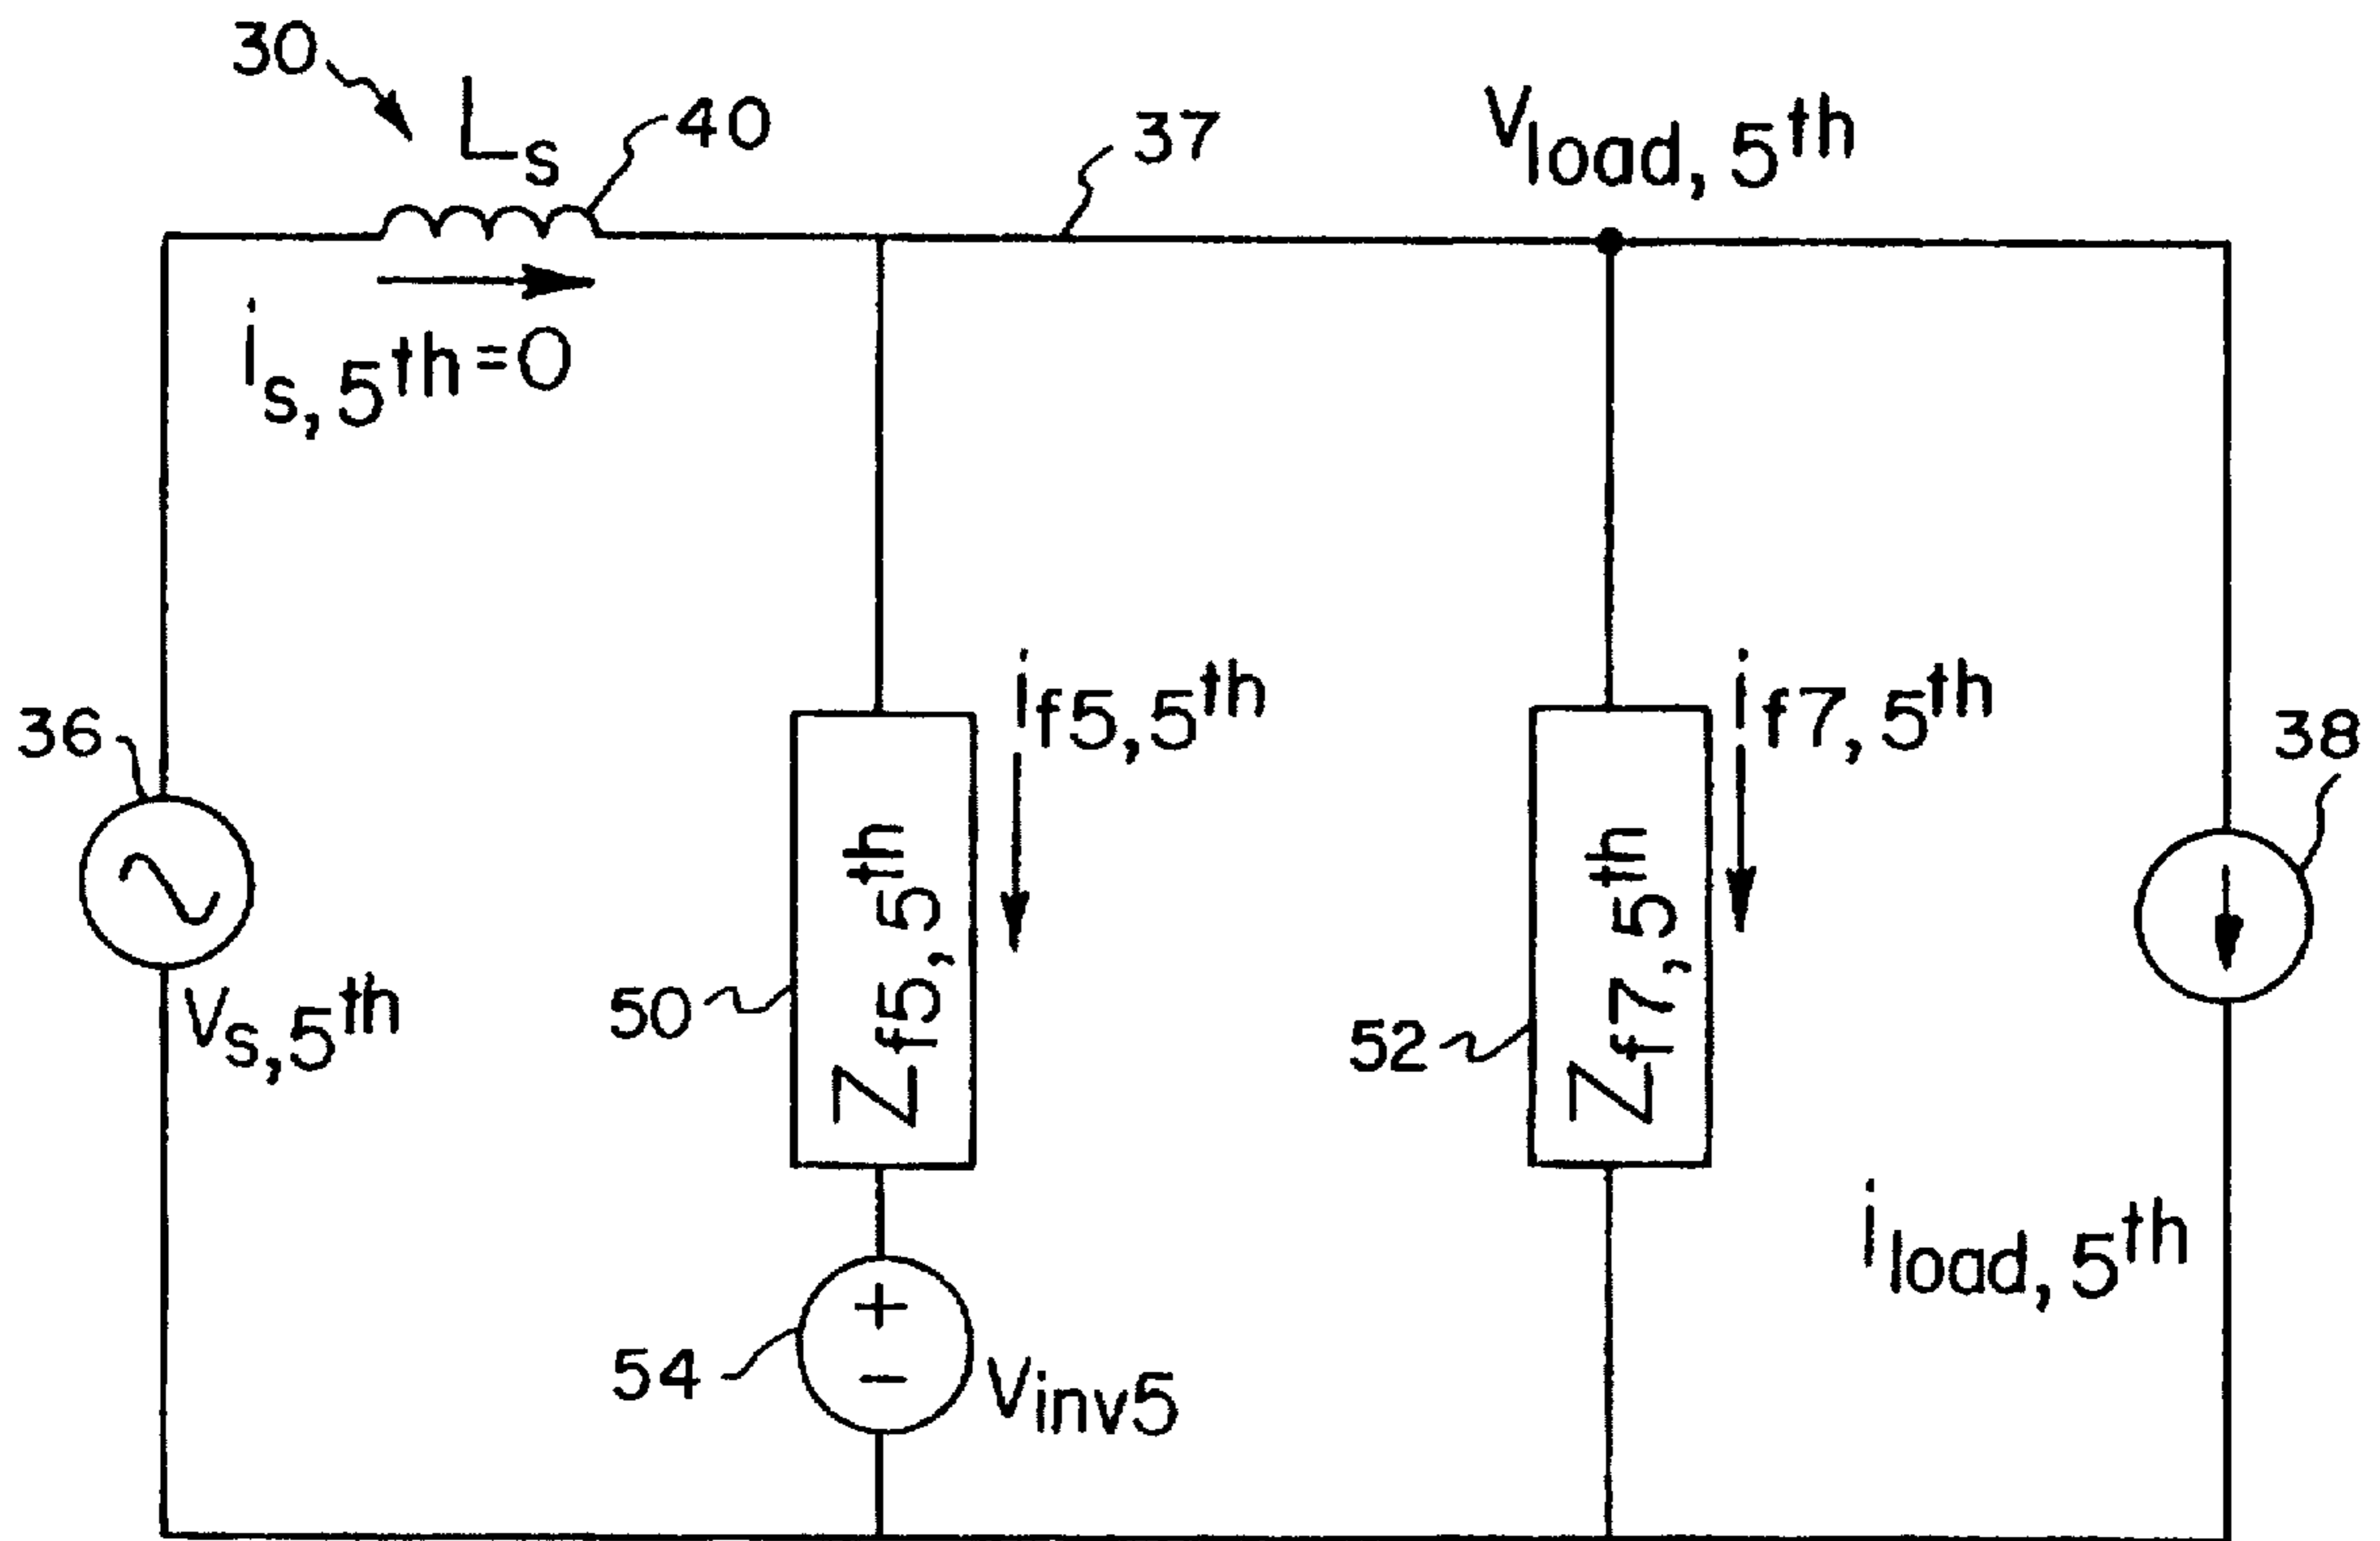 30
Ls
40
37
Vload, 5th
is, 5th=0
if5, 5th
if7, 5th
36
38
Zf5, 5th
Zf7, 5th
Vs, 5th
50
52
iload, 5th
54
+
−
Vinv5